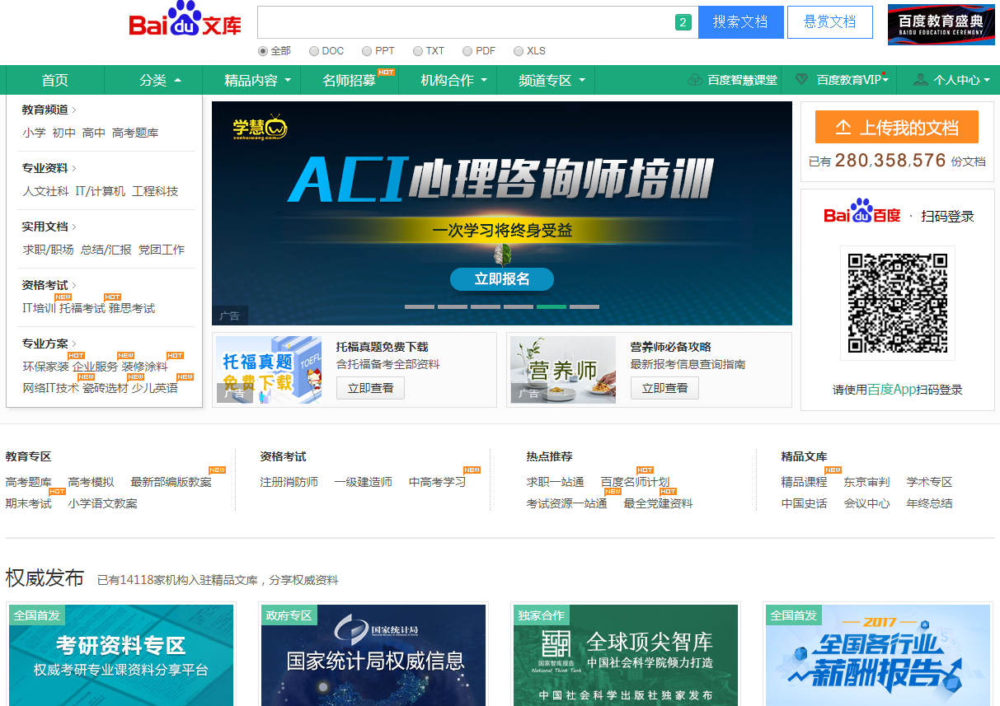 Bai du 文库
2
搜索文档
悬赏文档
百度教育盛典
BAIDU EDUCATION CEREMONY
全部 DOC PPT TXT PDF XLS
首页 分类 精品内容 名师招募 HOT 机构合作 频道专区 百度智慧课堂 百度教育VIP 个人中心
教育频道
小学 初中 高中 高考题库
专业资料
人文社科 IT/计算机 工程科技
实用文档
求职/职场 总结/汇报 党团工作
资格考试
NEW HOT
IT培训 托福考试 雅思考试
专业方案
HOT NEW HOT
环保家装 企业服务 装修涂料
NEW NEW NEW
网络IT技术 瓷砖选材 少儿英语
学慧W
xuehuiwang.com
ACI心理咨询师培训
一次学习将终身受益
立即报名
广告
托福真题
免费下载
TOEFL
广告
托福真题免费下载
含托福备考全部资料
立即查看
营养师
广告
营养师必备攻略
最新报考信息查询指南
立即查看
上传我的文档
已有 280,358,576 份文档
Bai du 百度 · 扫码登录
请使用百度App扫码登录
教育专区
NEW
高考题库 高考模拟 最新部编版教案
HOT
期末考试 小学语文教案
资格考试
NEW
注册消防师 一级建造师 中高考学习
热点推荐
HOT
求职一站通 百度名师计划
NEW HOT
考试资源一站通 最全党建资料
精品文库
NEW
精品课程 东京审判 学术专区
中国史话 会议中心 年终总结
权威发布 已有14118家机构入驻精品文库，分享权威资料
全国首发
考研资料专区
权威考研专业课资料分享平台
政府专区
国家统计局
国家统计局权威信息
独家合作
国家智库报告
National Think Tank
全球顶尖智库
中国社会科学院倾力打造
中国社会科学出版社独家发布
全国首发
2017
全国各行业
薪酬报告